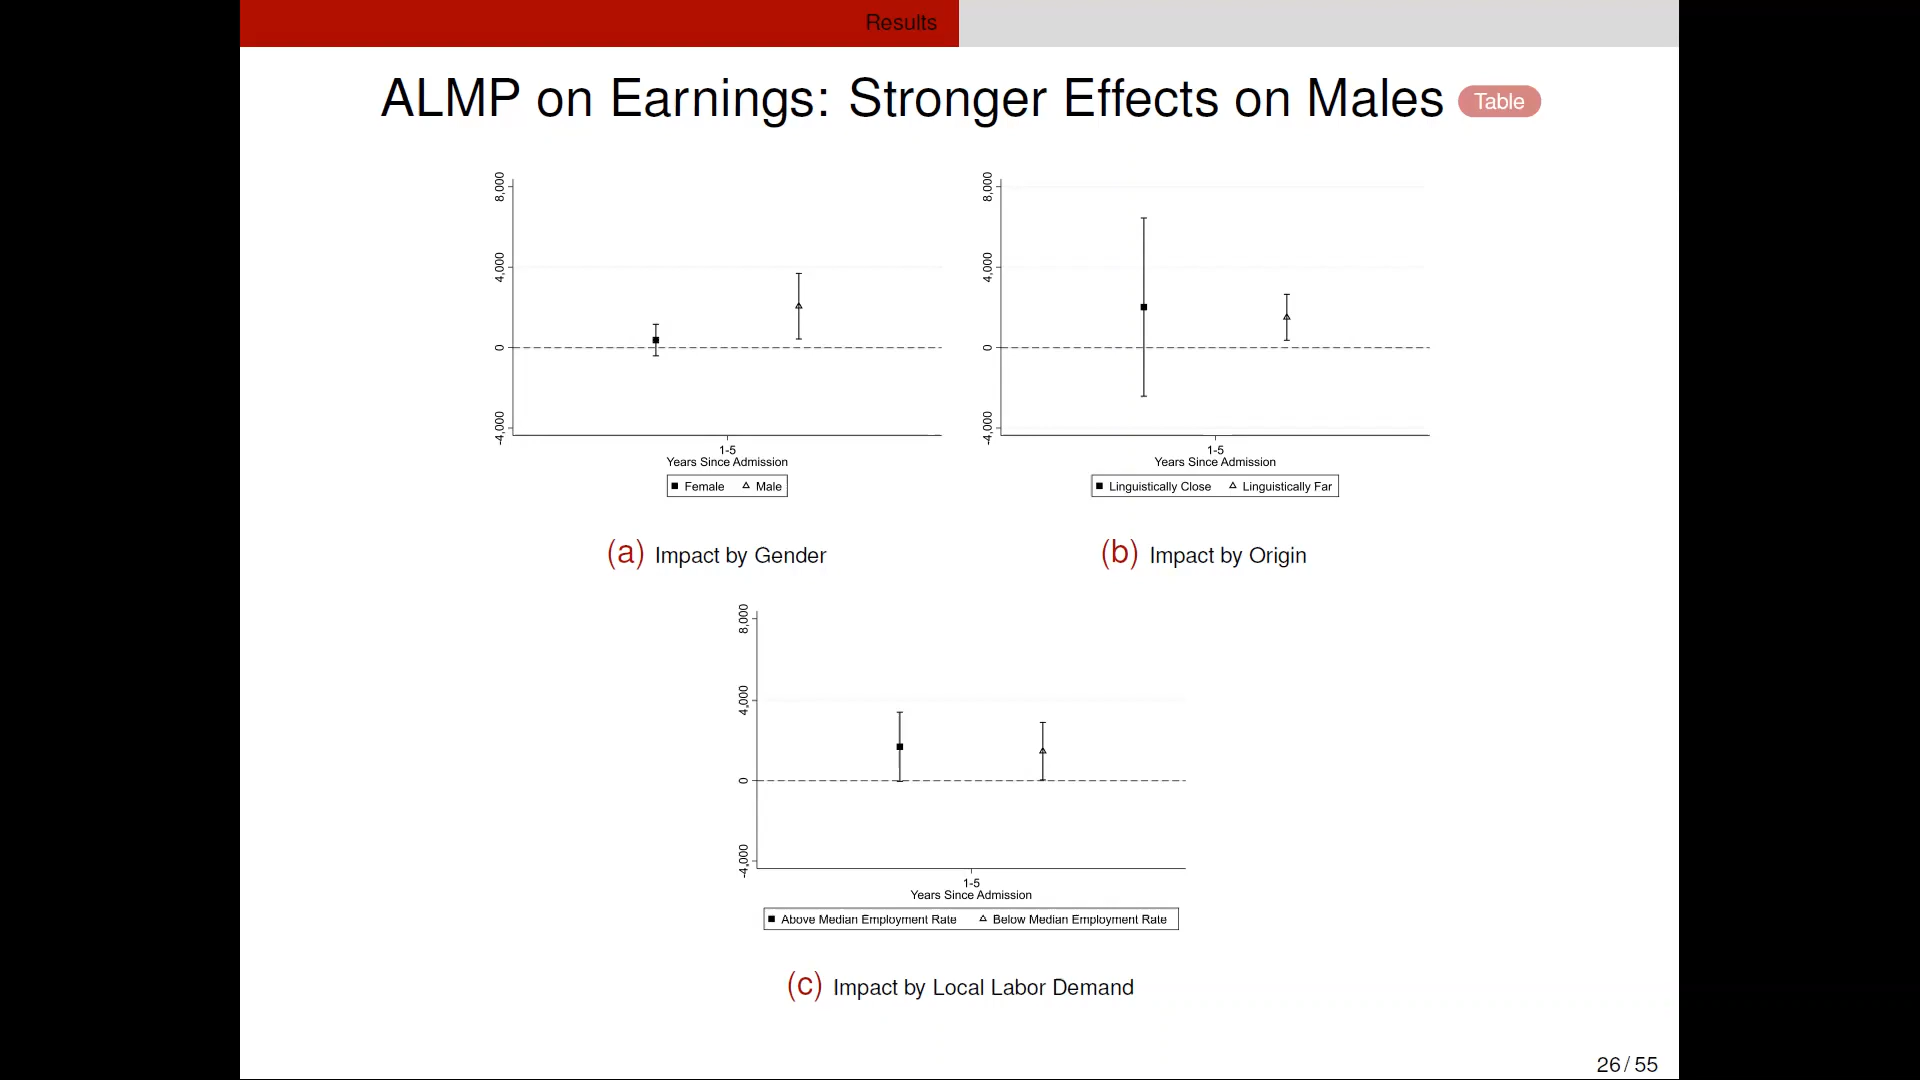 Results
ALMP on Earnings: Stronger Effects on Males Table
8,000
4,000
0
-4,000
1-5
Years Since Admission
Female Male
(a) Impact by Gender
8,000
4,000
0
-4,000
1-5
Years Since Admission
Linguistically Close Linguistically Far
(b) Impact by Origin
8,000
4,000
0
-4,000
1-5
Years Since Admission
Above Median Employment Rate Below Median Employment Rate
(c) Impact by Local Labor Demand
26 / 55